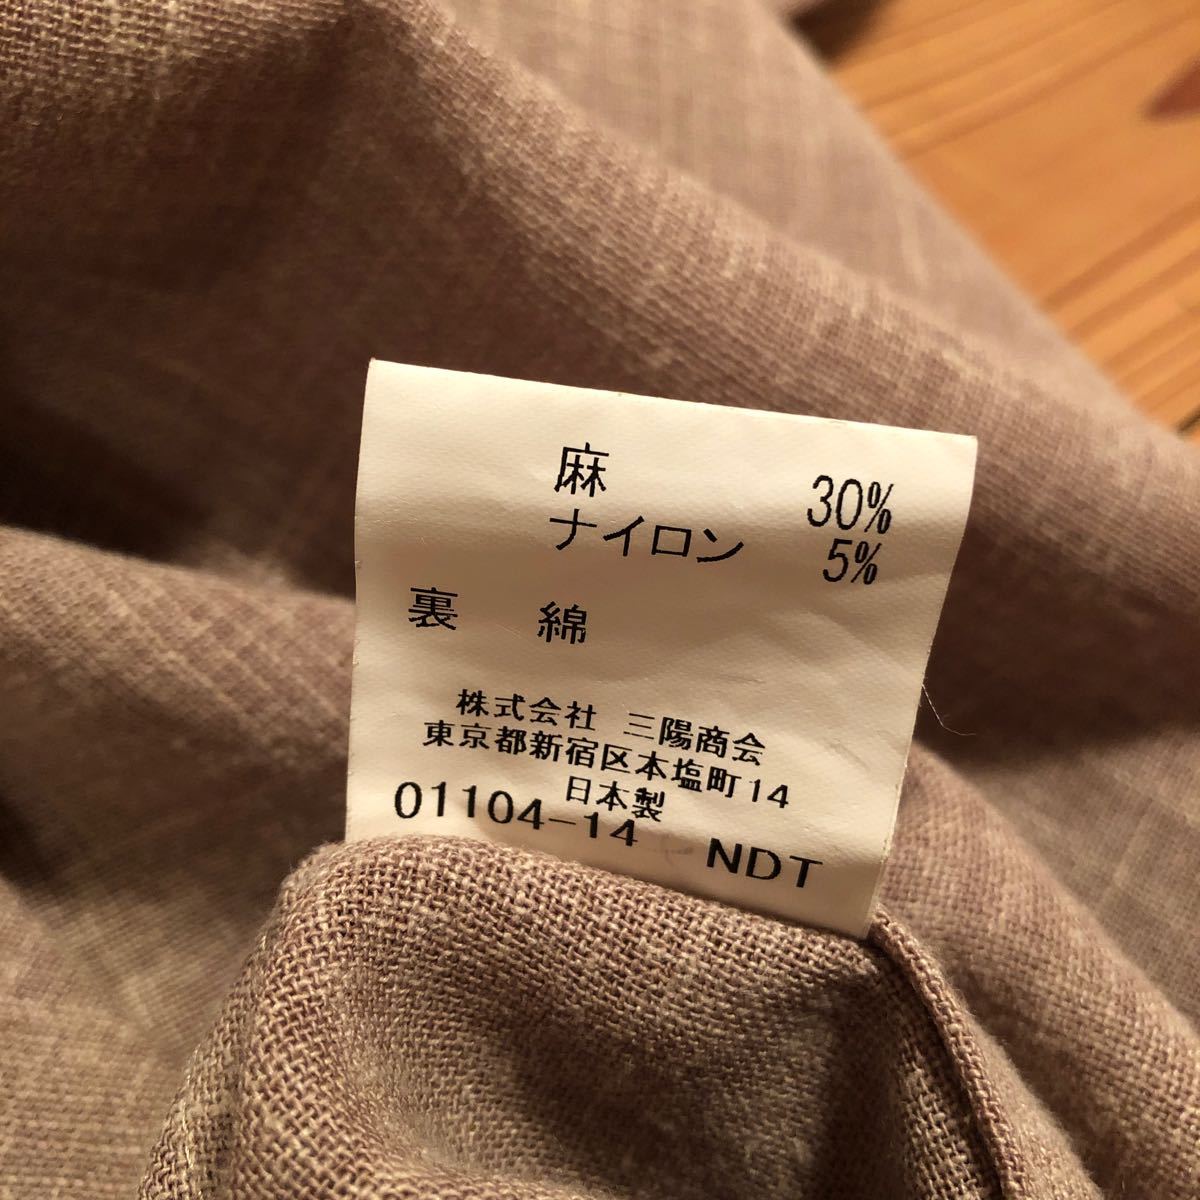 麻 30%
ナイロン 5%
裏 綿
株式会社 三陽商会
東京都新宿区本塩町14
日本製
01104-14 NDT